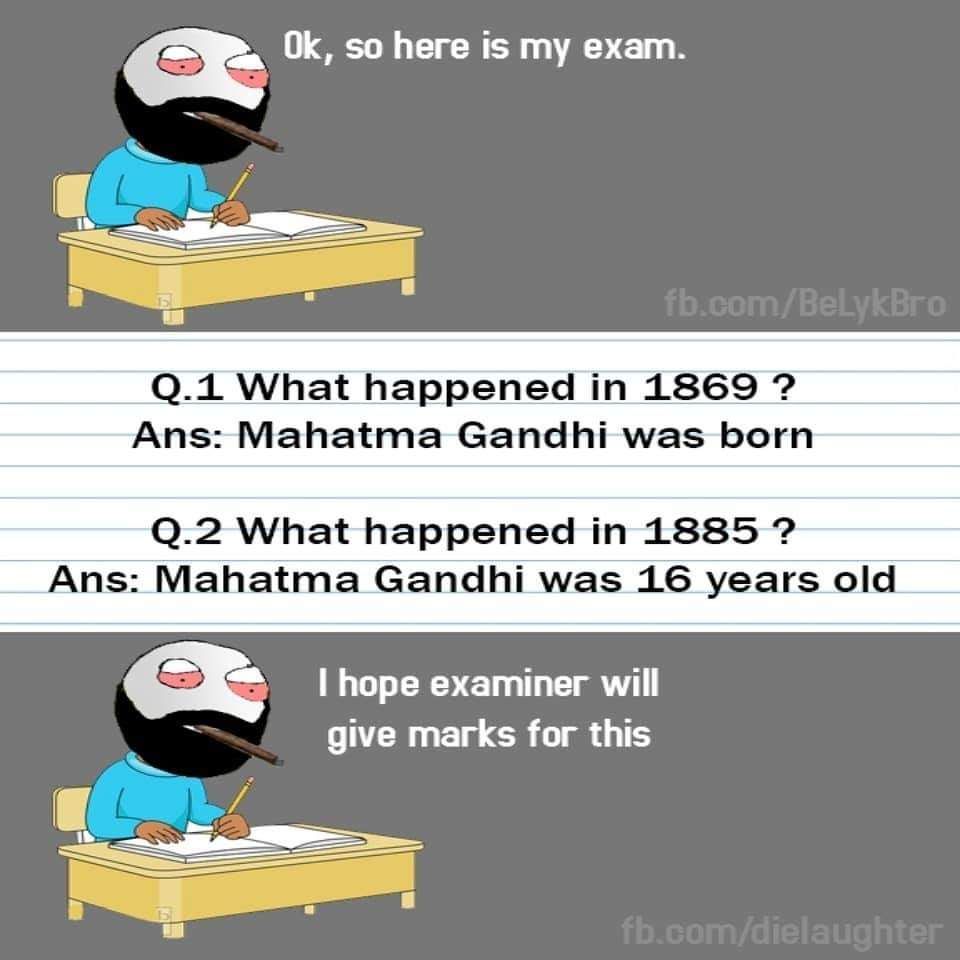 Ok, so here is my exam.
fb.com/BeLykBro
Q.1 What happened in 1869 ?
Ans: Mahatma Gandhi was born
Q.2 What happened in 1885 ?
Ans: Mahatma Gandhi was 16 years old
I hope examiner will
give marks for this
fb.com/dielaughter